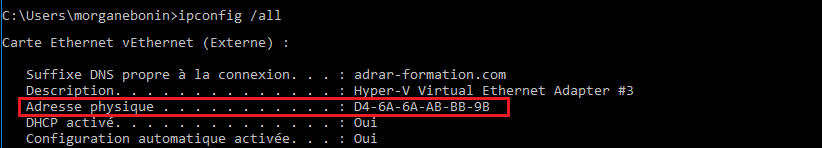 C:\Users\morganebonin>ipconfig /all
Carte Ethernet vEthernet (Externe) :
Suffixe DNS propre à la connexion. . . : adrar-formation.com
Description. . . . . . . . . . . . . . : Hyper-V Virtual Ethernet Adapter #3
Adresse physique . . . . . . . . . . . : D4-6A-6A-AB-BB-9B
DHCP activé. . . . . . . . . . . . . . : Oui
Configuration automatique activée. . . : Oui